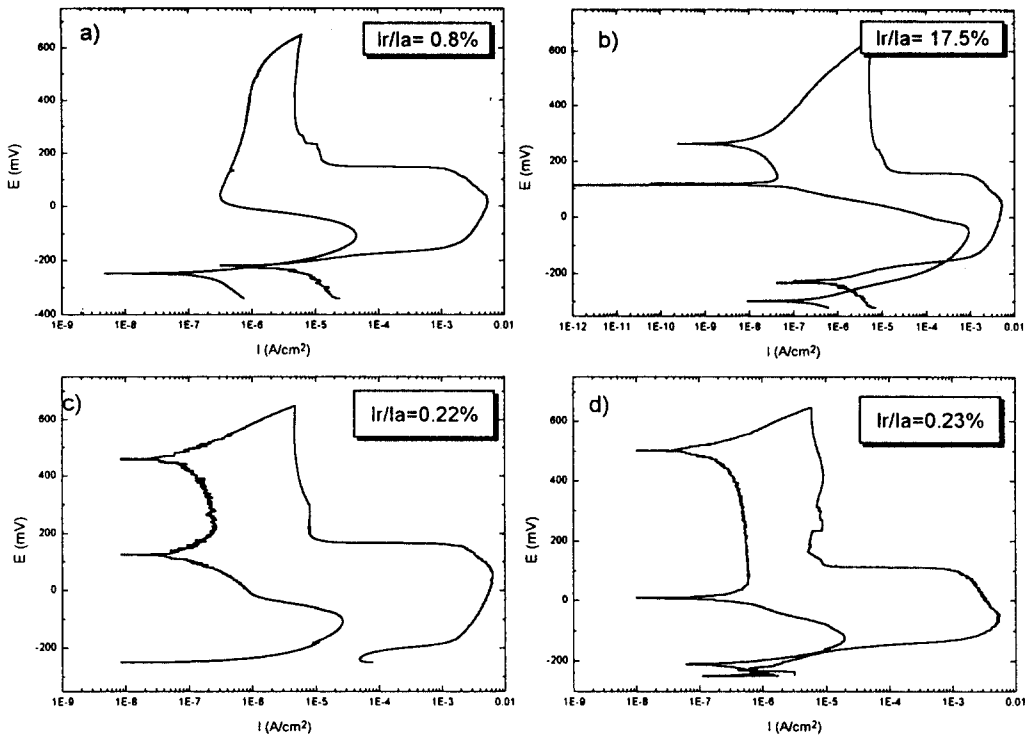 a)
Ir/Ia= 0.8%
600
400
200
0
-200
-400
E (mV)
1E-9 1E-8 1E-7 1E-6 1E-5 1E-4 1E-3 0.01
I (A/cm²)
b)
Ir/Ia= 17.5%
600
400
200
0
-200
E (mV)
1E-12 1E-11 1E-10 1E-9 1E-8 1E-7 1E-6 1E-5 1E-4 1E-3 0.01
I (A/cm²)
c)
Ir/Ia=0.22%
600
400
200
0
-200
E (mV)
1E-8 1E-7 1E-6 1E-5 1E-4 1E-3 0.01
I (A/cm²)
d)
Ir/Ia=0.23%
600
400
200
0
-200
E (mV)
1E-9 1E-8 1E-7 1E-6 1E-5 1E-4 1E-3 0.01
I (A/cm²)